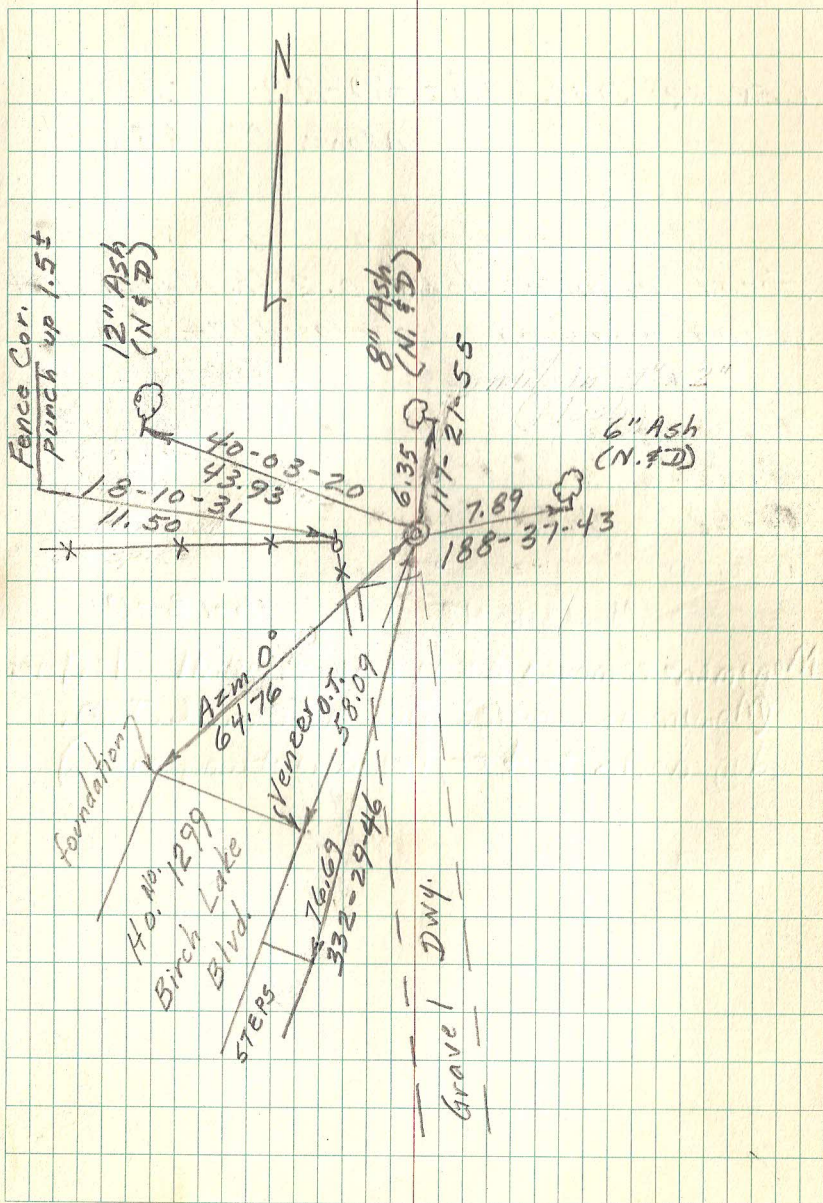 N
Fence Cor.
punch up 1.5±
12" Ash
(N & D)
8" Ash
(N. & D)
6" Ash
(N. & D)
18-10-31
11.50
40-03-20
43.93
6.35
117-21-55
7.89
188-37-43
Azm 0°
64.76
foundation
Veneer O.T.
58.09
Ho. No.
1299
Birch Lake
Blvd.
STEPS
76.69
332-29-46
Gravel Dwy.